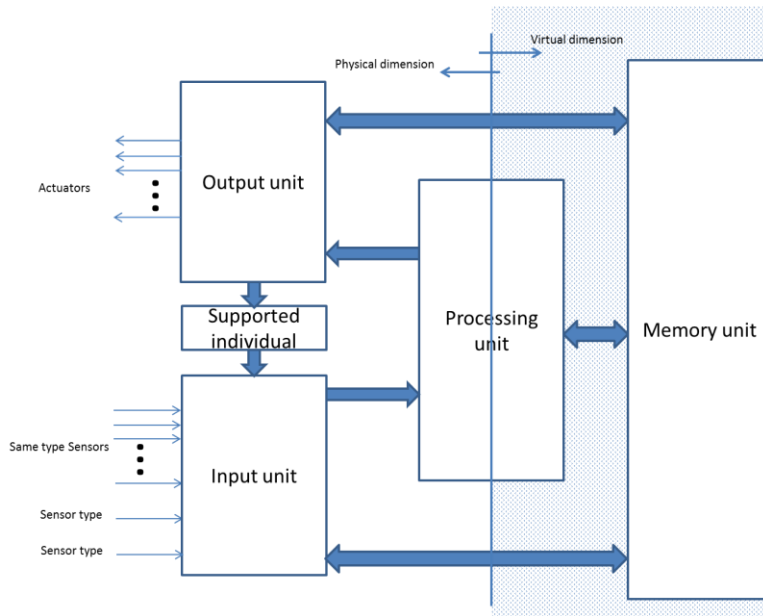 Virtual dimension
Physical dimension
Output unit
Actuators
Supported
individual
Processing
unit
Memory unit
Same type Sensors
Input unit
Sensor type
Sensor type